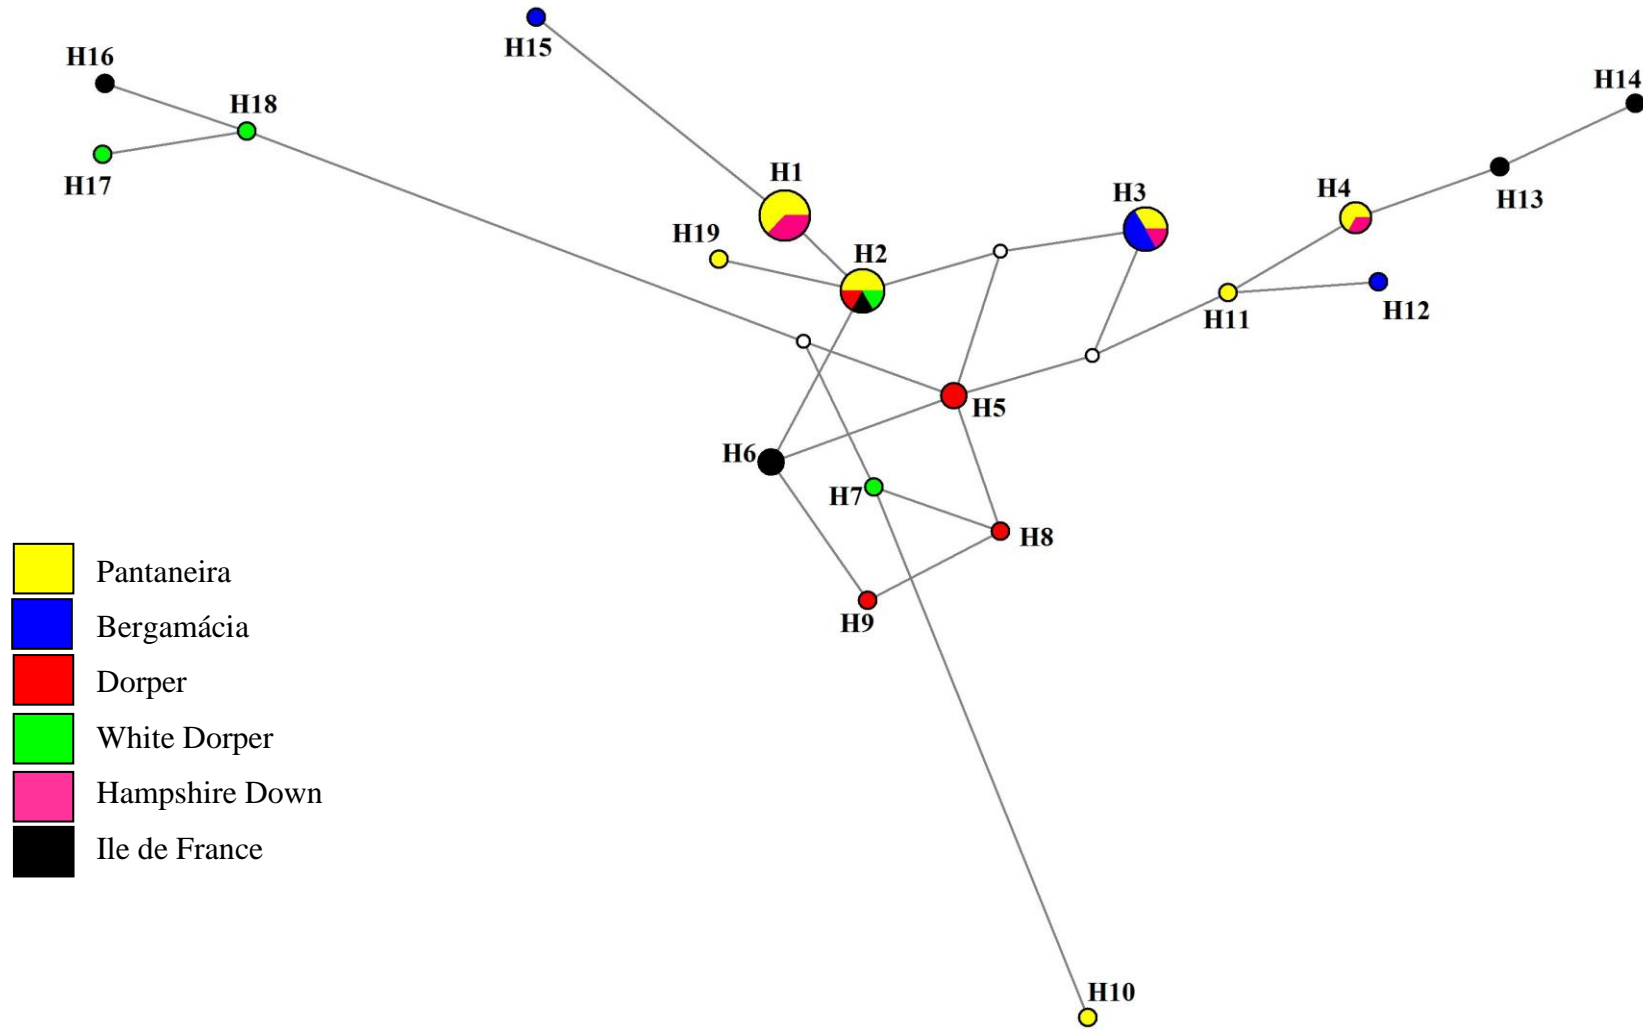 H15
H16
H14
H18
H17
H1
H4
H3
H13
H19
H2
H12
H11
H5
H6
H7
H8
H9
Pantaneira
Bergamácia
Dorper
White Dorper
Hampshire Down
Ile de France
H10